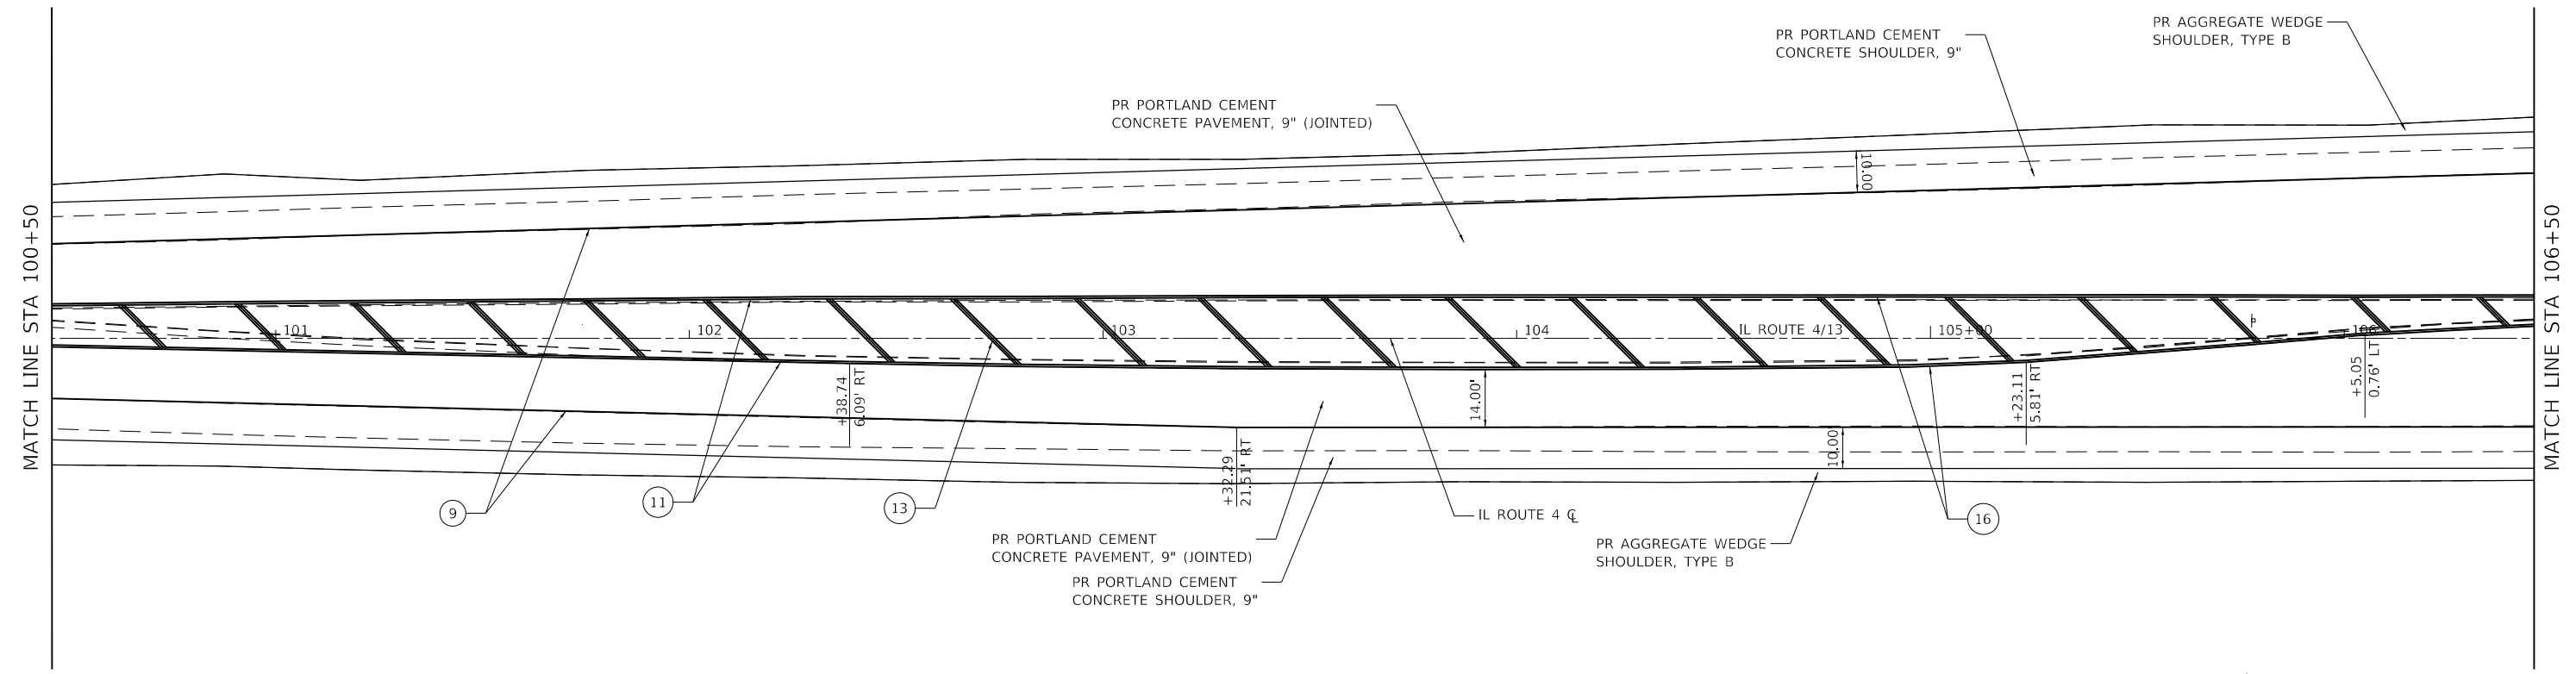 PR AGGREGATE WEDGE
SHOULDER, TYPE B
PR PORTLAND CEMENT
CONCRETE SHOULDER, 9"
PR PORTLAND CEMENT
CONCRETE PAVEMENT, 9" (JOINTED)
10.00'
MATCH LINE STA 100+50
MATCH LINE STA 106+50
101
102
103
104
IL ROUTE 4/13
105+00
106
+38.74
6.09' RT
14.00'
+23.11
5.81' RT
+5.05
0.76' LT
+32.29
21.51' RT
10.00'
9
11
13
IL ROUTE 4 ℄
16
PR PORTLAND CEMENT
CONCRETE PAVEMENT, 9" (JOINTED)
PR AGGREGATE WEDGE
SHOULDER, TYPE B
PR PORTLAND CEMENT
CONCRETE SHOULDER, 9"